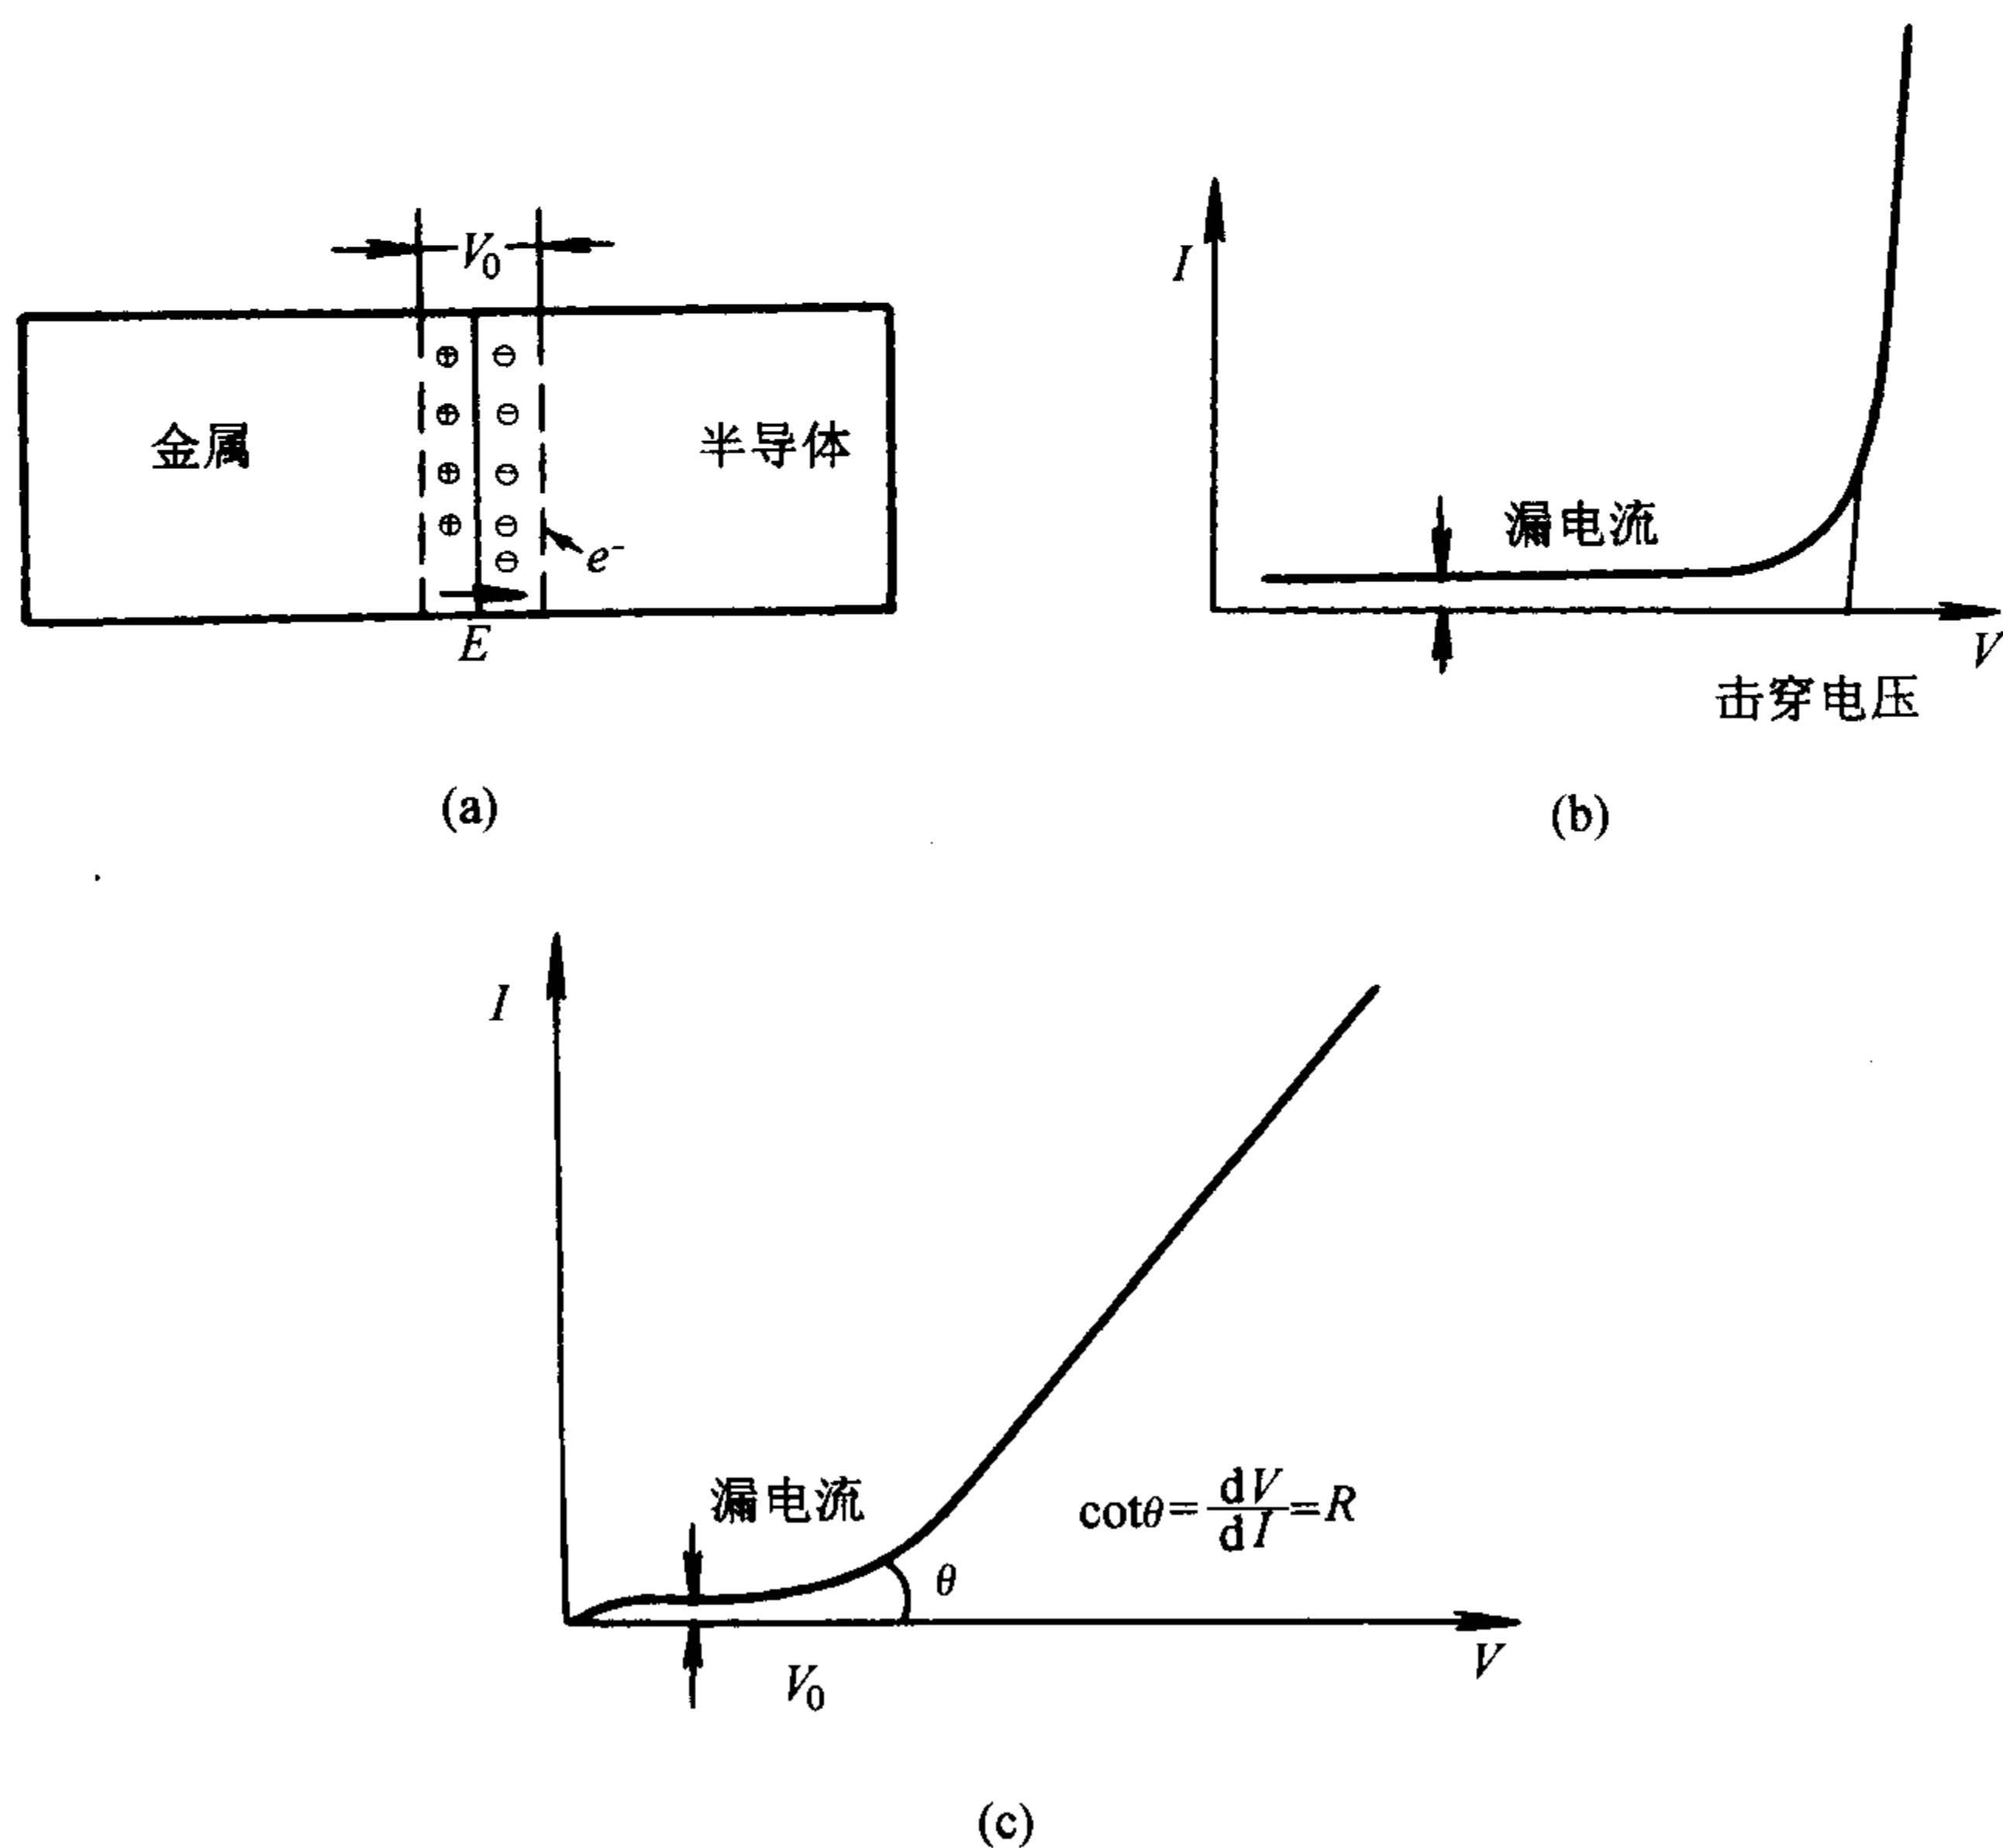 V₀
⊕ ⊖
⊕ ⊖
金属 半导体
⊕ ⊖
⊕ ⊖
⊖ e⁻
E
(a)
I
漏电流
V
击穿电压
(b)
I
漏电流
cotθ=dV/dI=R
θ
V
V₀
(c)